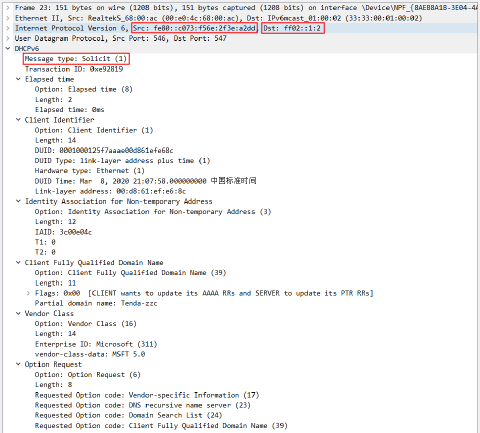 Frame 23: 151 bytes on wire (1208 bits), 151 bytes captured (1208 bits) on interface \Device\NPF_{8AEB8A1B-3E04-4
Ethernet II, Src: RealtekS_68:00:ac (00:e0:4c:68:00:ac), Dst: IPv6mcast_01:00:02 (33:33:00:01:00:02)
Internet Protocol Version 6, Src: fe80::c073:f56e:2f3e:a2dd, Dst: ff02::1:2
User Datagram Protocol, Src Port: 546, Dst Port: 547
DHCPv6
Message type: Solicit (1)
Transaction ID: 0xe92819
Elapsed time
Option: Elapsed time (8)
Length: 2
Elapsed time: 0ms
Client Identifier
Option: Client Identifier (1)
Length: 14
DUID: 0001000125f7aaae00d861efe68c
DUID Type: link-layer address plus time (1)
Hardware type: Ethernet (1)
DUID Time: Mar  8, 2020 21:07:58.000000000 中国标准时间
Link-layer address: 00:d8:61:ef:e6:8c
Identity Association for Non-temporary Address
Option: Identity Association for Non-temporary Address (3)
Length: 12
IAID: 3c00e04c
T1: 0
T2: 0
Client Fully Qualified Domain Name
Option: Client Fully Qualified Domain Name (39)
Length: 11
Flags: 0x00  [CLIENT wants to update its AAAA RRs and SERVER to update its PTR RRs]
Partial domain name: Tenda-zzc
Vendor Class
Option: Vendor Class (16)
Length: 14
Enterprise ID: Microsoft (311)
vendor-class-data: MSFT 5.0
Option Request
Option: Option Request (6)
Length: 8
Requested Option code: Vendor-specific Information (17)
Requested Option code: DNS recursive name server (23)
Requested Option code: Domain Search List (24)
Requested Option code: Client Fully Qualified Domain Name (39)